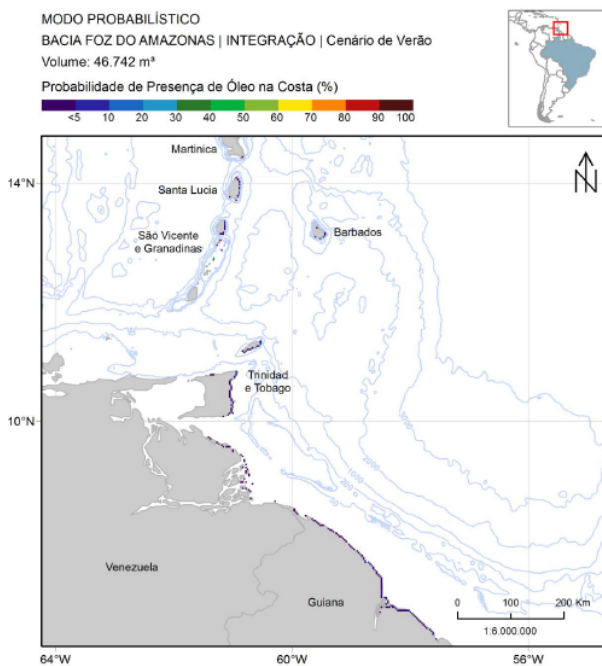 MODO PROBABILÍSTICO
BACIA FOZ DO AMAZONAS | INTEGRAÇÃO | Cenário de Verão
Volume: 46.742 m³
Probabilidade de Presença de Óleo na Costa (%)
<5 10 20 30 40 50 60 70 80 90 100
Martinica
14°N
Santa Lucia
N
São Vicente
e Granadinas
Barbados
Trinidad
e Tobago
10°N
Venezuela
Guiana
0 100 200 Km
1:6.000.000
64°W 60°W 56°W